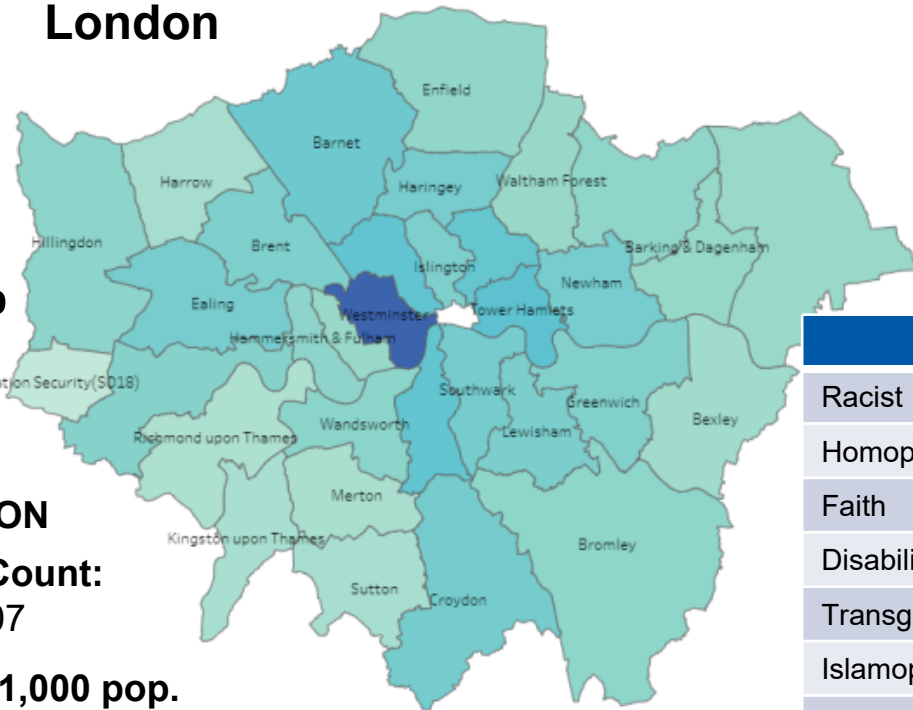 London
Enfield
Barnet
Harrow
Haringey
Waltham Forest
Hillingdon
Brent
Islington
Barking & Dagenham
Newham
Ealing
Westminster
Tower Hamlets
Hammersmith & Fulham
tion Security(SO18)
Southwark
Greenwich
Richmond upon Thames
Wandsworth
Lewisham
Bexley
Merton
Kingston upon Thames
Bromley
Sutton
Croydon
ON
Count:
07
1,000 pop.
Racist
Homop
Faith
Disabili
Transg
Islamop